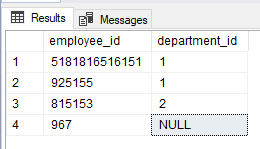 Results Messages
employee_id department_id
1 5181816516151 1
2 925155 1
3 815153 2
4 967 NULL